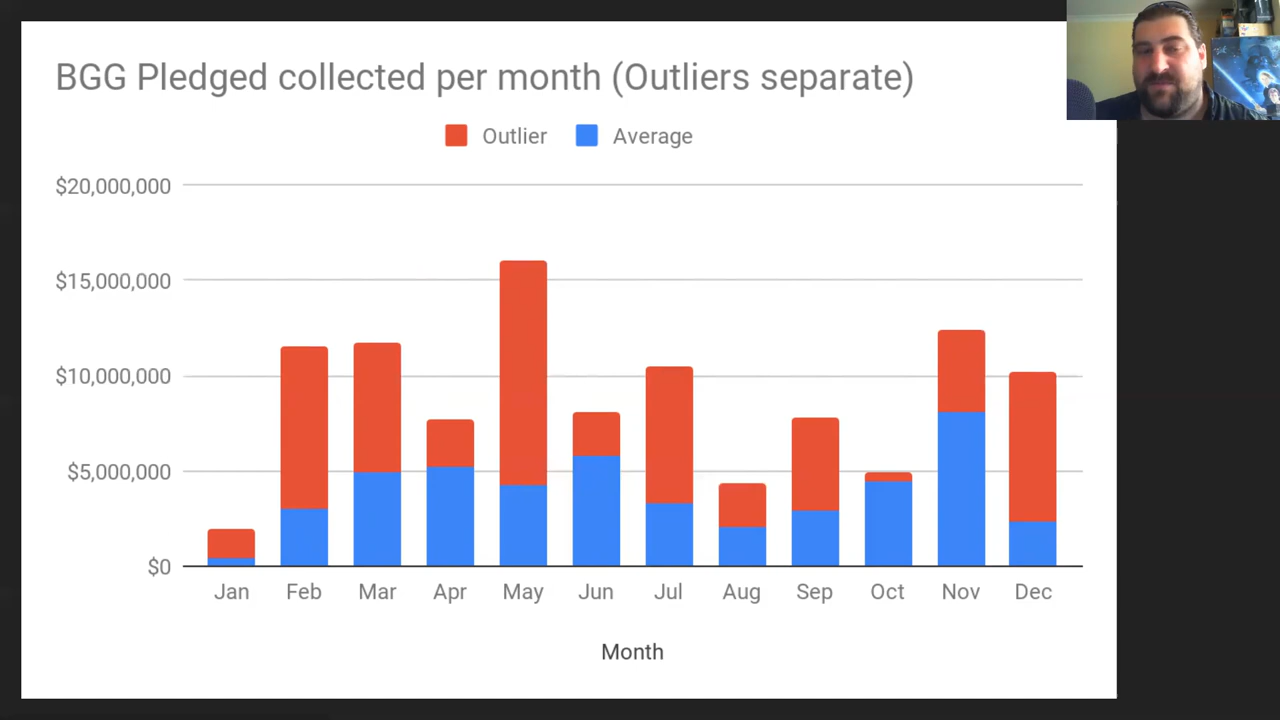 BGG Pledged collected per month (Outliers separate)
Outlier Average
$20,000,000
$15,000,000
$10,000,000
$5,000,000
$0
Jan Feb Mar Apr May Jun Jul Aug Sep Oct Nov Dec
Month